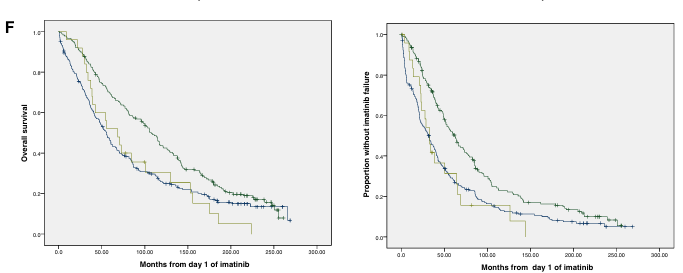 F
Overall survival
1.0
0.8
0.6
0.4
0.2
0.0
0.0 50.00 100.00 150.00 200.00 250.00 300.00
Months from day 1 of imatinib
Proportion without imatinib failure
1.0
0.8
0.6
0.4
0.2
0.0
0.00 50.00 100.00 150.00 200.00 250.00 300.00
Months from day 1 of imatinib